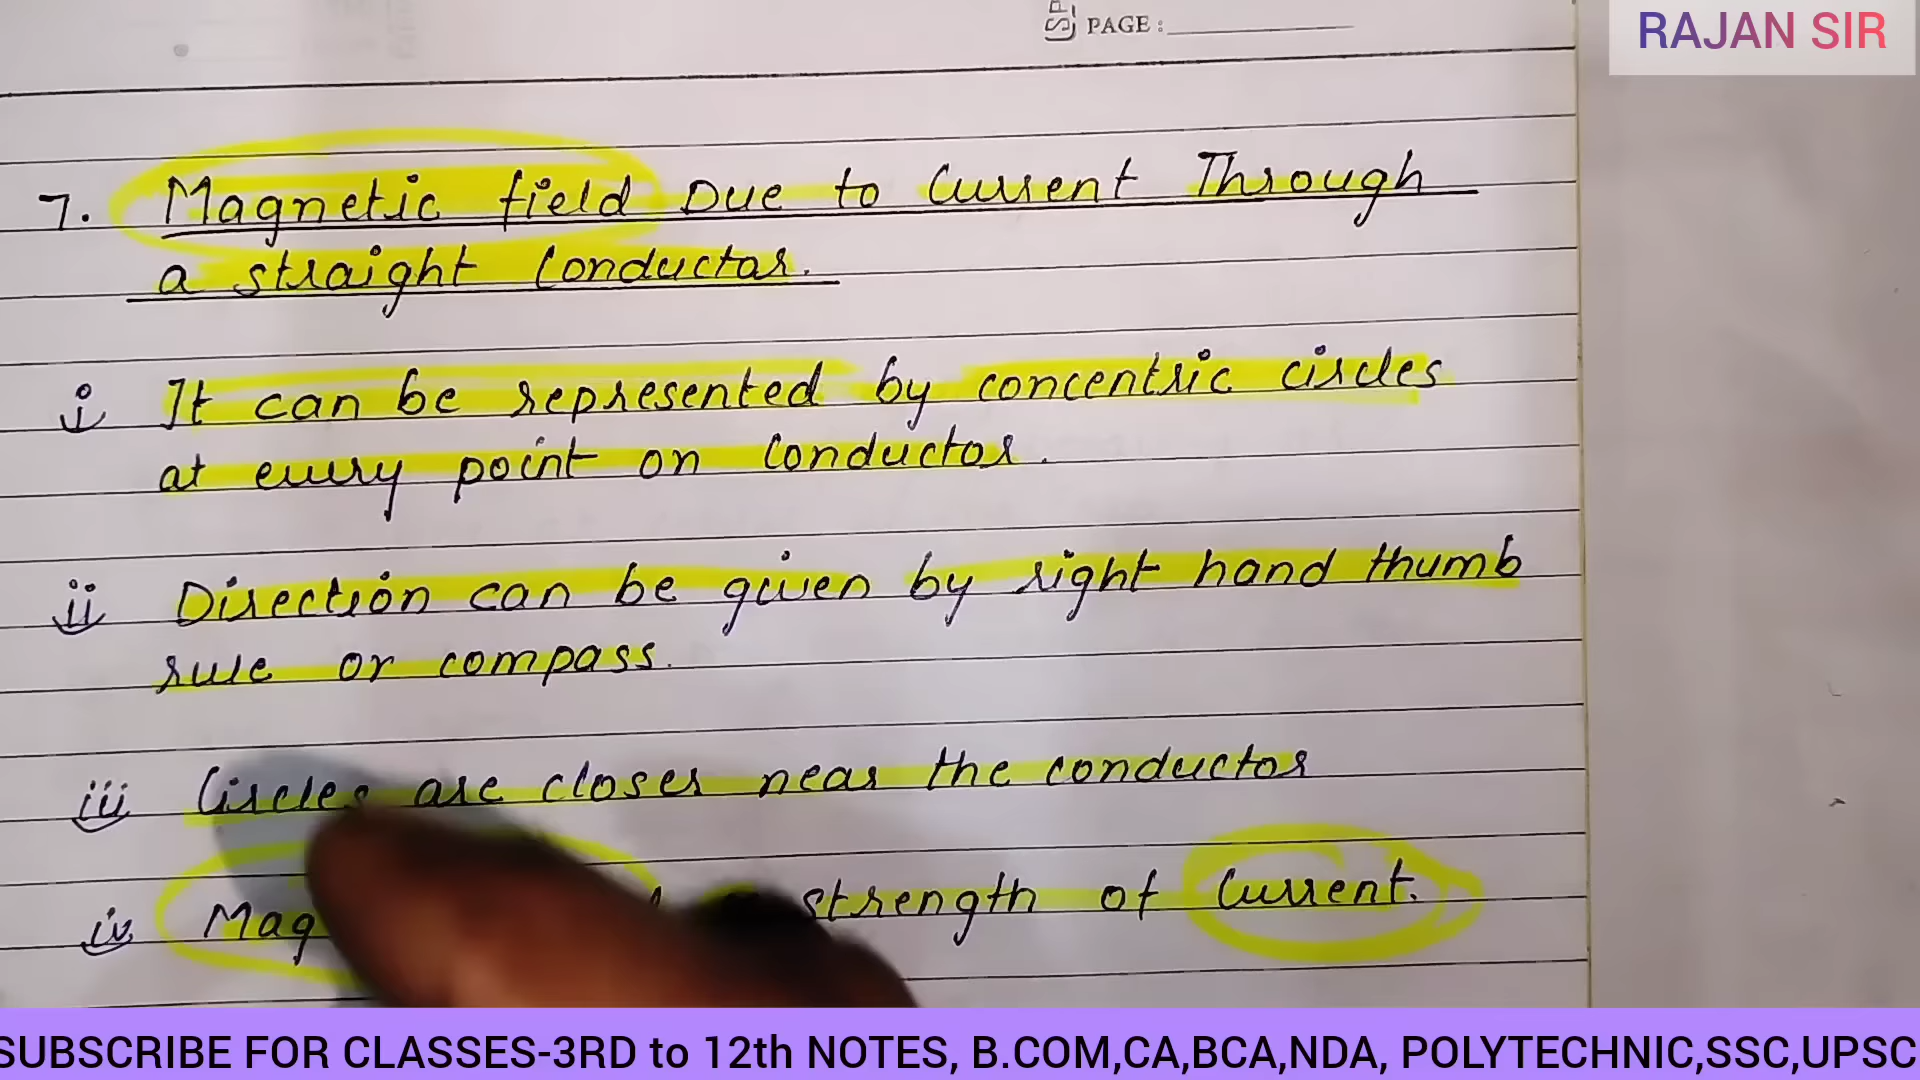 PAGE :
RAJAN SIR
7. Magnetic field Due to Current Through
a straight Conductor.
i It can be represented by concentric circles
at every point on Conductor.
ii Direction can be given by right hand thumb
rule or compass.
iii Circles are closer near the conductor
iv strength of Current.
SUBSCRIBE FOR CLASSES-3RD to 12th NOTES, B.COM,CA,BCA,NDA, POLYTECHNIC,SSC,UPSC